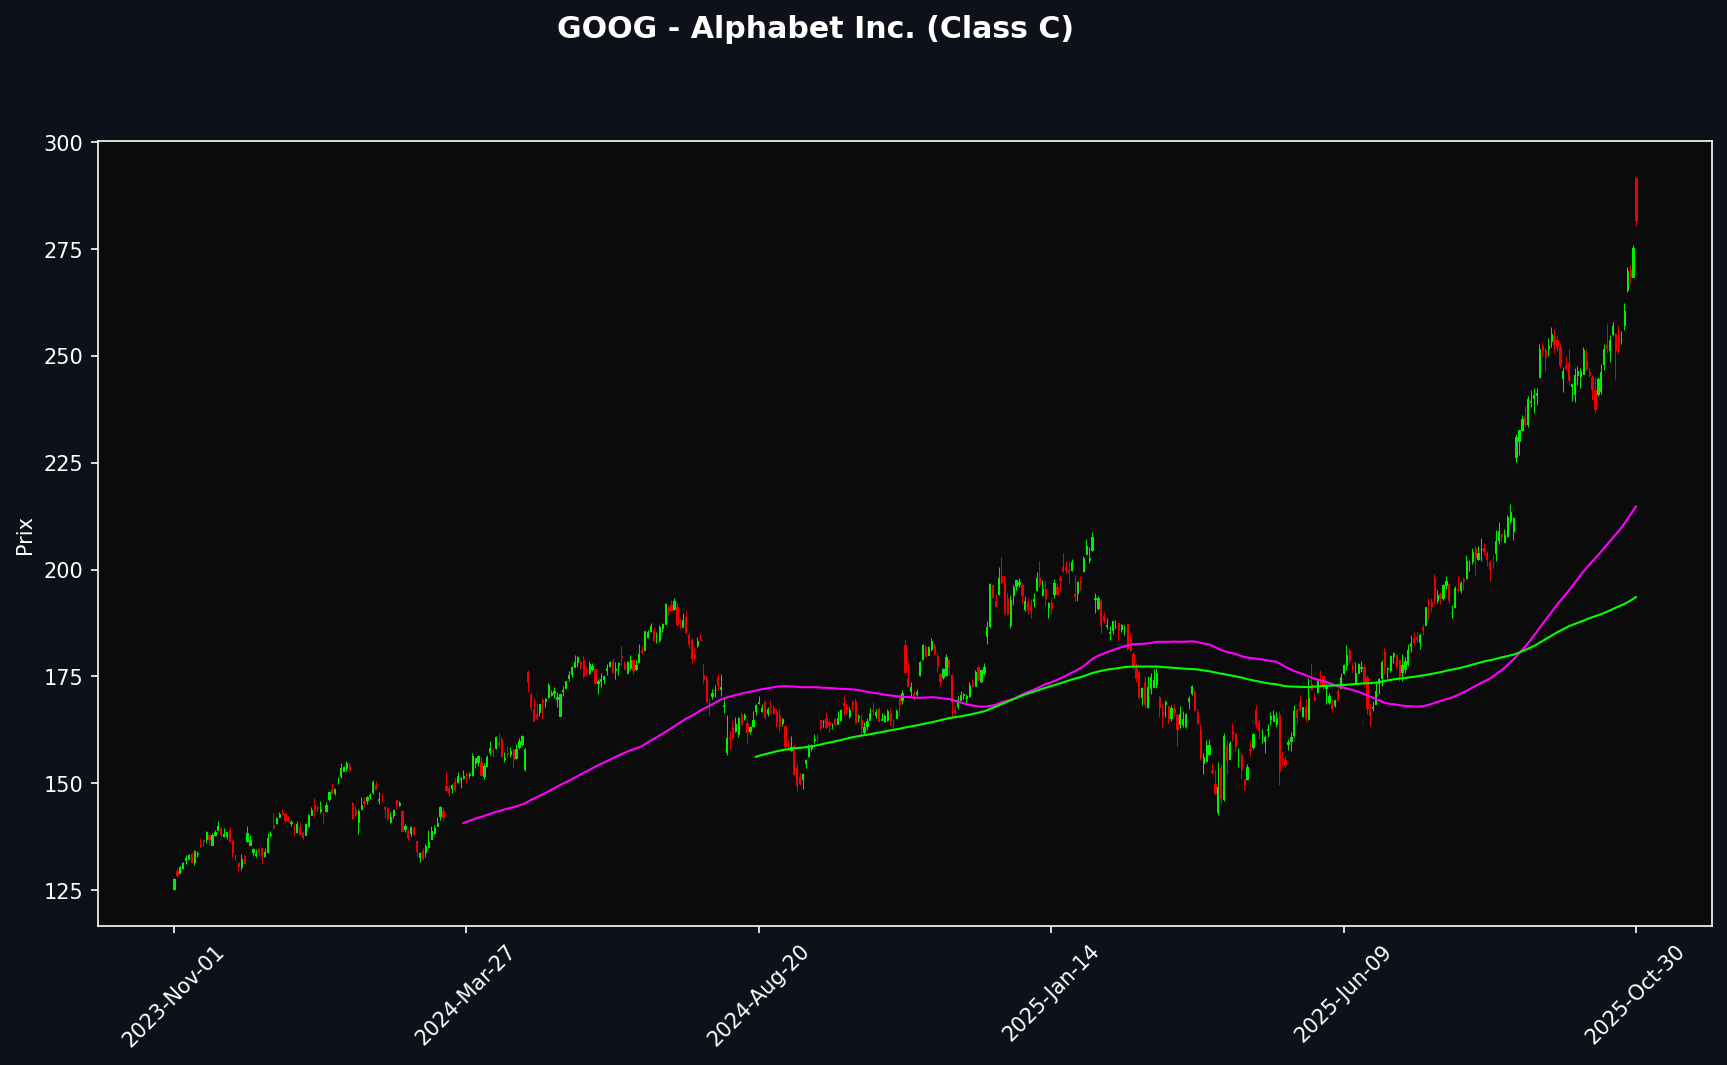 GOOG - Alphabet Inc. (Class C)
300
275
250
225
200
175
150
125
Prix
2023-Nov-01
2024-Mar-27
2024-Aug-20
2025-Jan-14
2025-Jun-09
2025-Oct-30